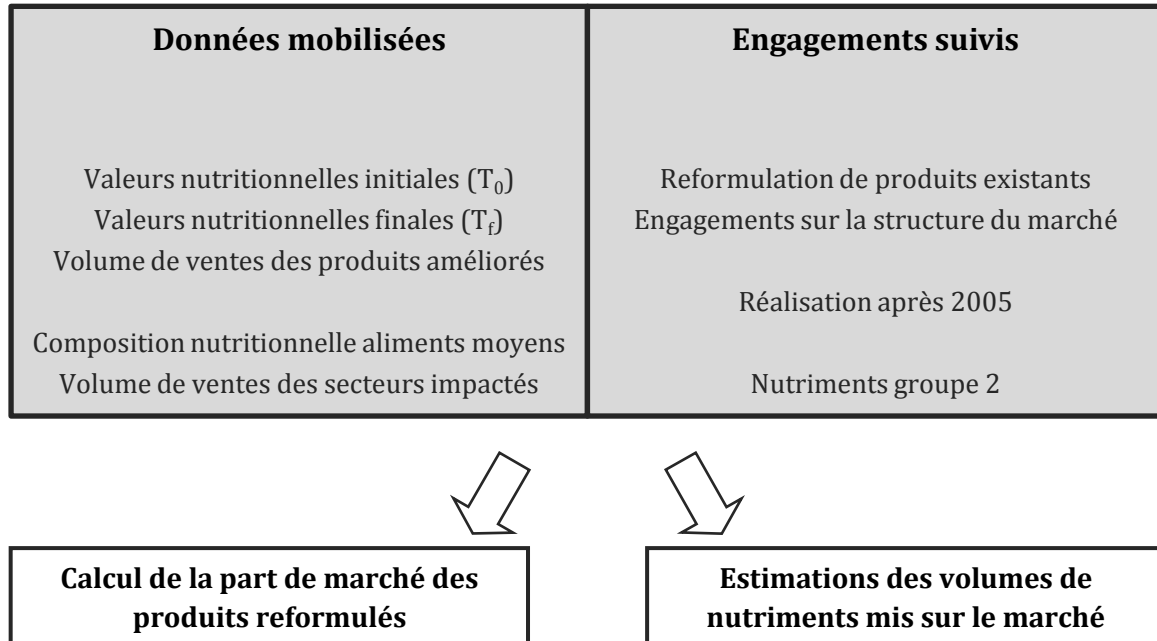 Données mobilisées
Valeurs nutritionnelles initiales (T₀)
Valeurs nutritionnelles finales (T_f)
Volume de ventes des produits améliorés
Composition nutritionnelle aliments moyens
Volume de ventes des secteurs impactés
Engagements suivis
Reformulation de produits existants
Engagements sur la structure du marché
Réalisation après 2005
Nutriments groupe 2
Calcul de la part de marché des
produits reformulés
Estimations des volumes de
nutriments mis sur le marché